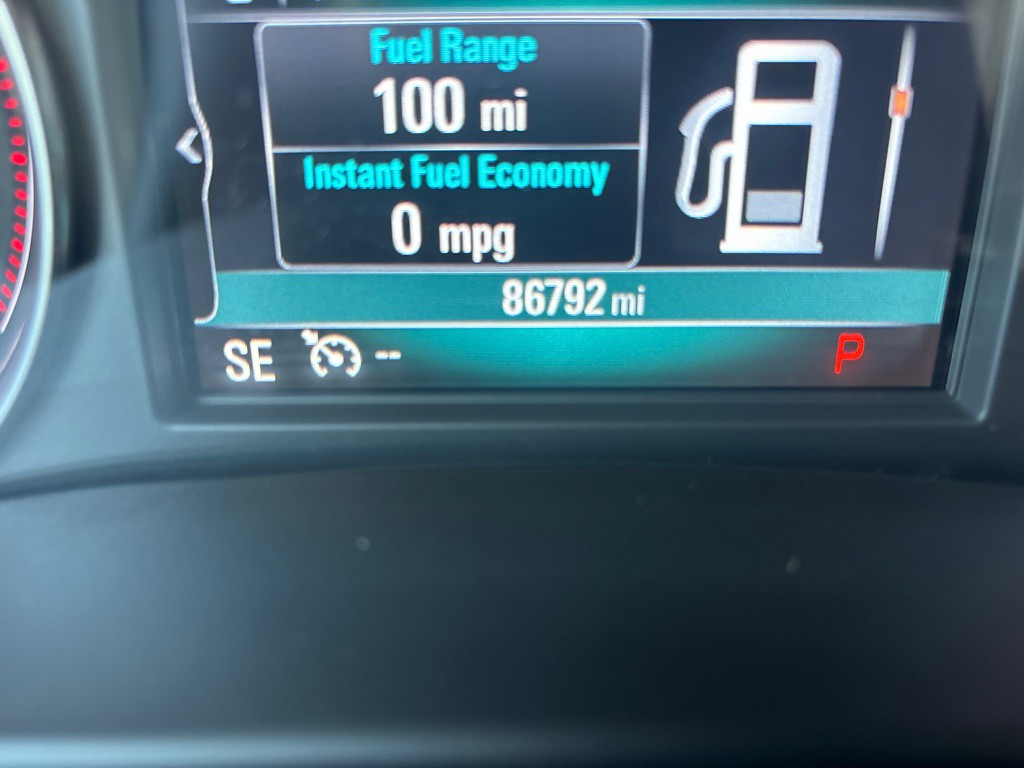 Fuel Range
100 mi
Instant Fuel Economy
0 mpg
86792 mi
SE --
P